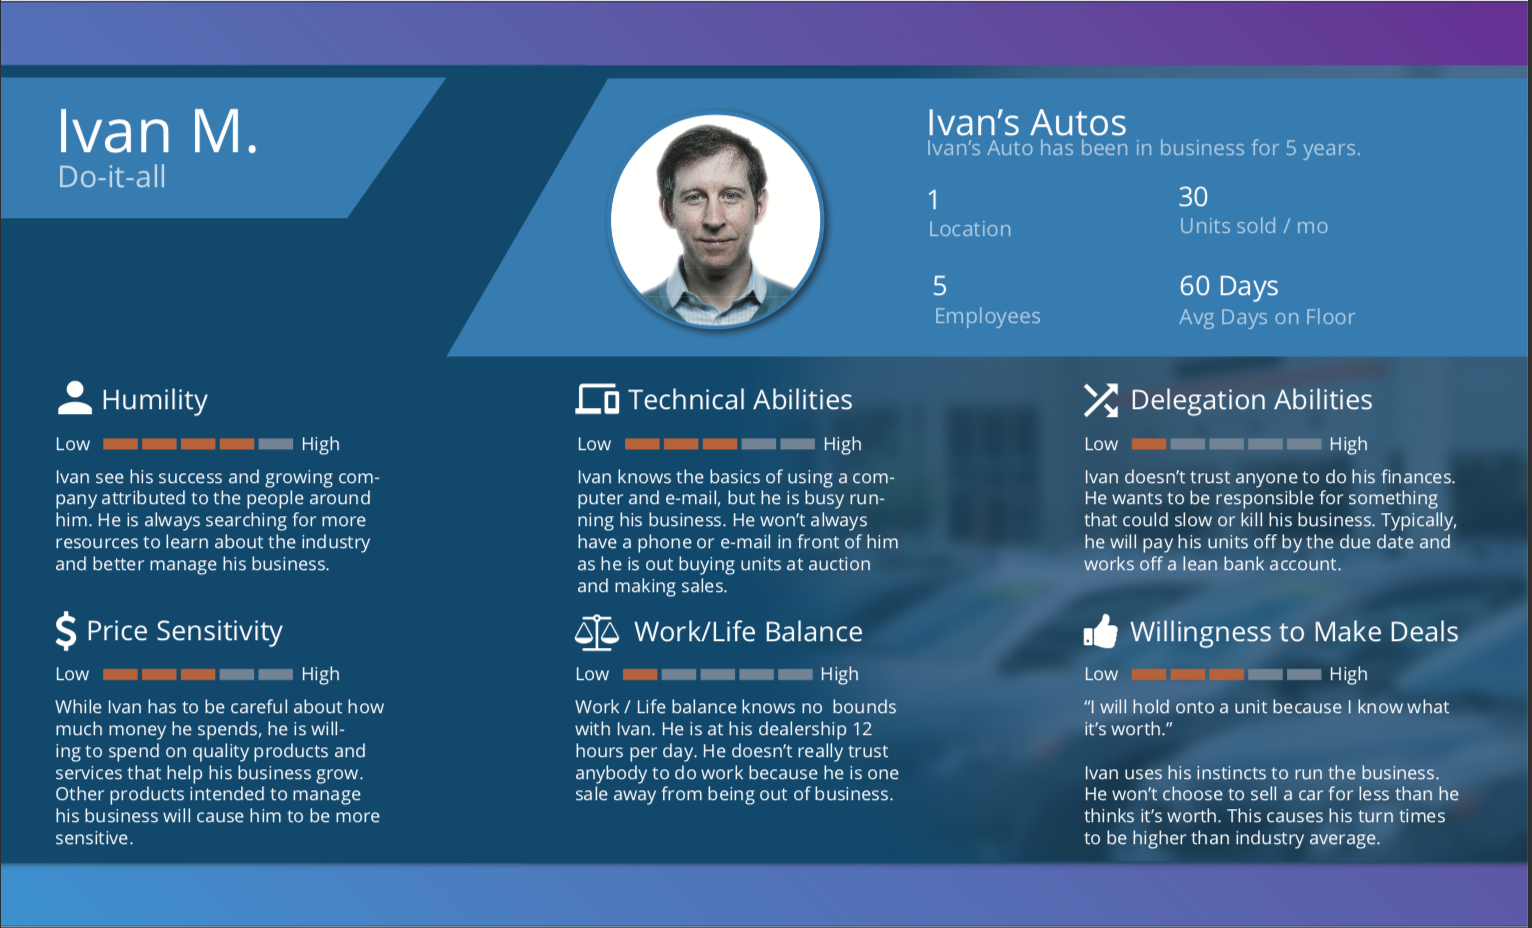 Ivan M.
Do-it-all
Ivan's Autos
Ivan's Auto has been in business for 5 years.
1
Location
30
Units sold / mo
5
Employees
60 Days
Avg Days on Floor
Humility
Low High
Ivan see his success and growing com-
pany attributed to the people around
him. He is always searching for more
resources to learn about the industry
and better manage his business.
Technical Abilities
Low High
Ivan knows the basics of using a com-
puter and e-mail, but he is busy run-
ning his business. He won't always
have a phone or e-mail in front of him
as he is out buying units at auction
and making sales.
Delegation Abilities
Low High
Ivan doesn't trust anyone to do his finances.
He wants to be responsible for something
that could slow or kill his business. Typically,
he will pay his units off by the due date and
works off a lean bank account.
$ Price Sensitivity
Low High
While Ivan has to be careful about how
much money he spends, he is will-
ing to spend on quality products and
services that help his business grow.
Other products intended to manage
his business will cause him to be more
sensitive.
Work/Life Balance
Low High
Work / Life balance knows no  bounds
with Ivan. He is at his dealership 12
hours per day. He doesn't really trust
anybody to do work because he is one
sale away from being out of business.
Willingness to Make Deals
Low High
“I will hold onto a unit because I know what
it's worth.”
Ivan uses his instincts to run the business.
He won't choose to sell a car for less than he
thinks it's worth. This causes his turn times
to be higher than industry average.